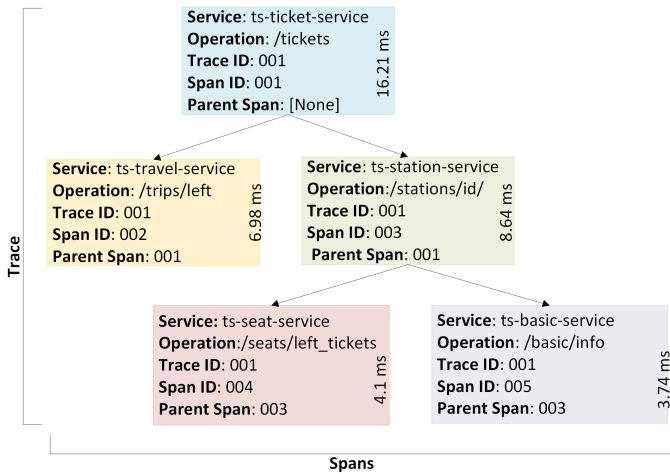 Service: ts-ticket-service
Operation: /tickets
Trace ID: 001
Span ID: 001
Parent Span: [None]
16.21 ms
Service: ts-travel-service
Operation: /trips/left
Trace ID: 001
Span ID: 002
Parent Span: 001
6.98 ms
Service: ts-station-service
Operation:/stations/id/
Trace ID: 001
Span ID: 003
Parent Span: 001
8.64 ms
Service: ts-seat-service
Operation:/seats/left_tickets
Trace ID: 001
Span ID: 004
Parent Span: 003
4.1 ms
Service: ts-basic-service
Operation: /basic/info
Trace ID: 001
Span ID: 005
Parent Span: 003
3.74 ms
Trace
Spans